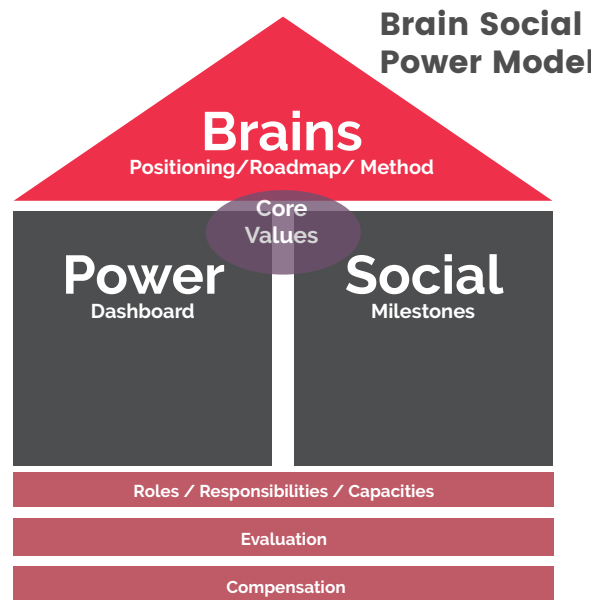 Brain Social
Power Model
Brains
Positioning/Roadmap/ Method
Core
Values
Power
Dashboard
Social
Milestones
Roles / Responsibilities / Capacities
Evaluation
Compensation